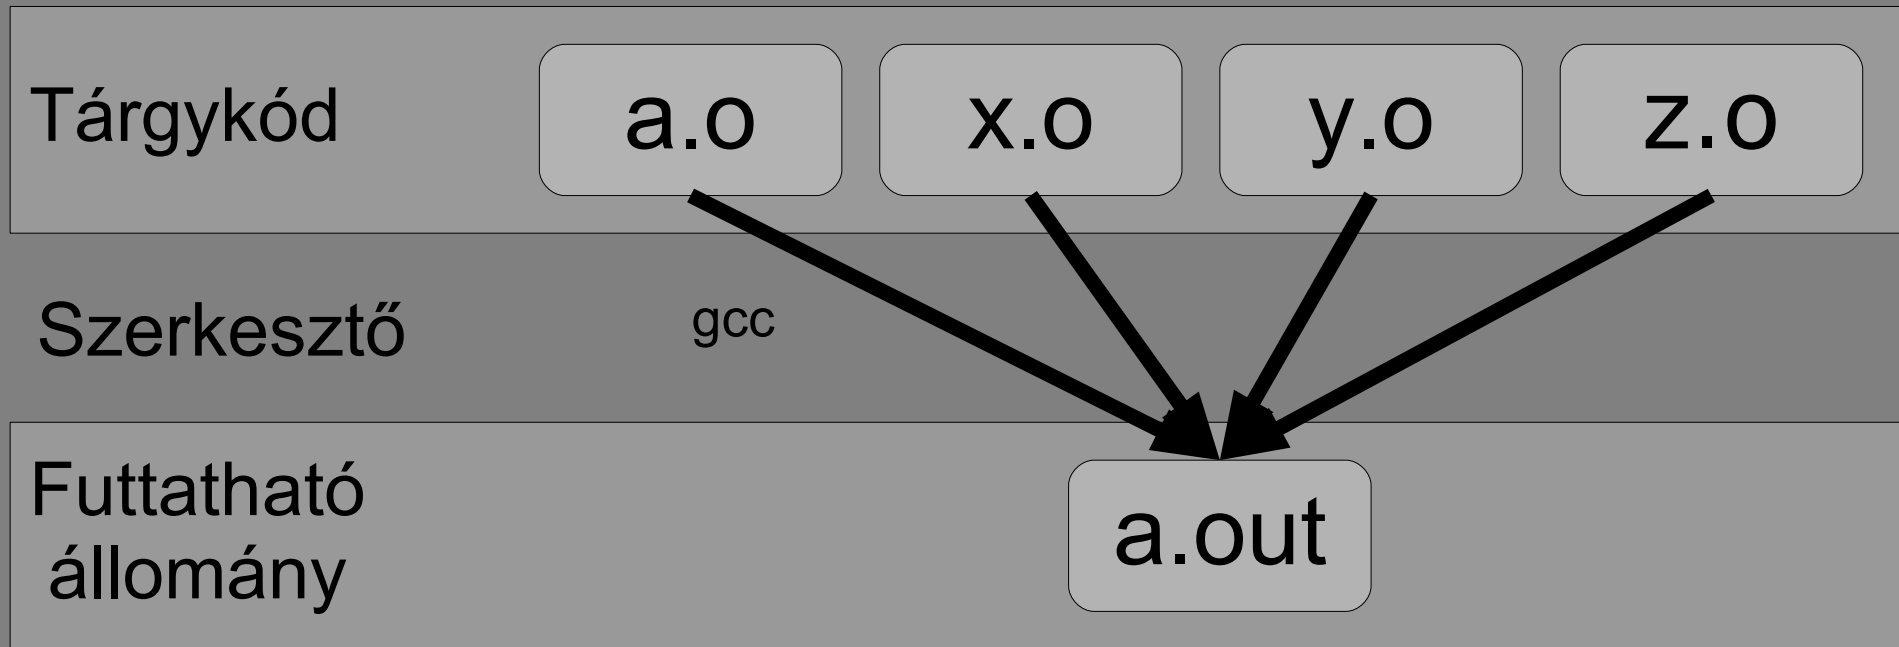 Tárgykód a.o x.o y.o z.o
Szerkesztő gcc
Futtatható
állomány
a.out